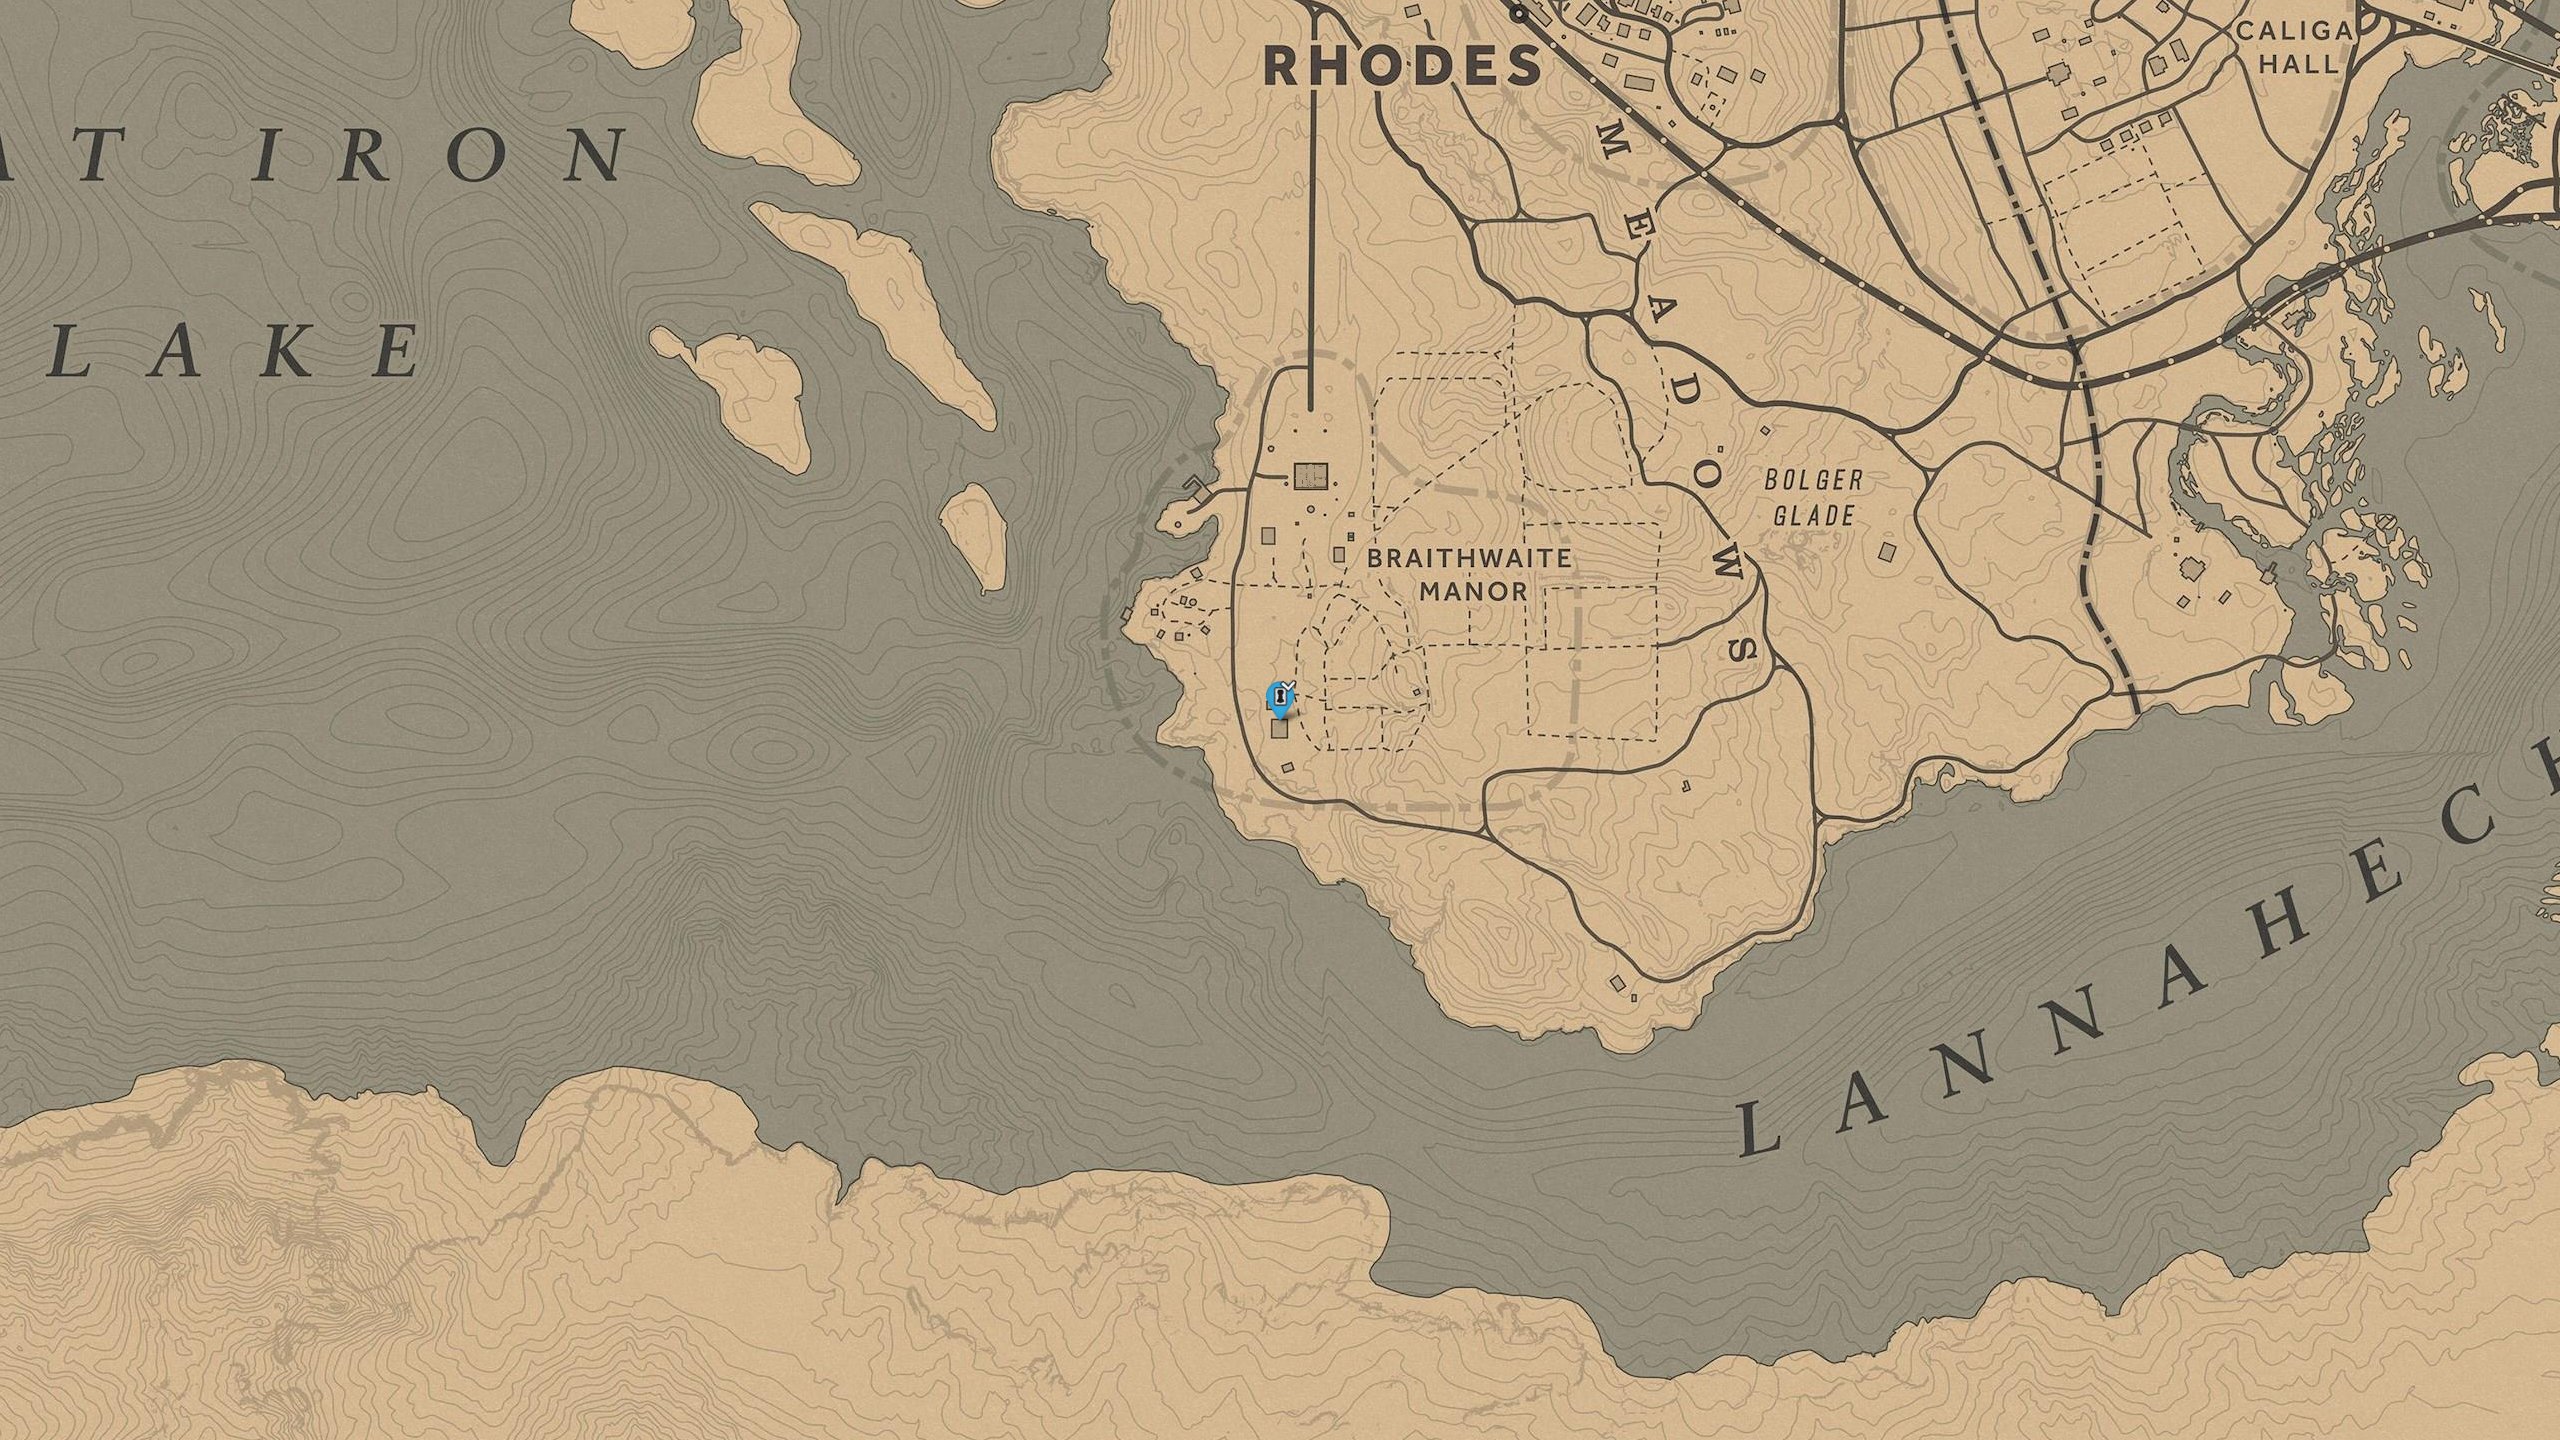 RHODES
CALIGA
HALL
AT IRON
LAKE
MEADOWS
BOLGER
GLADE
BRAITHWAITE
MANOR
LANNAHECH